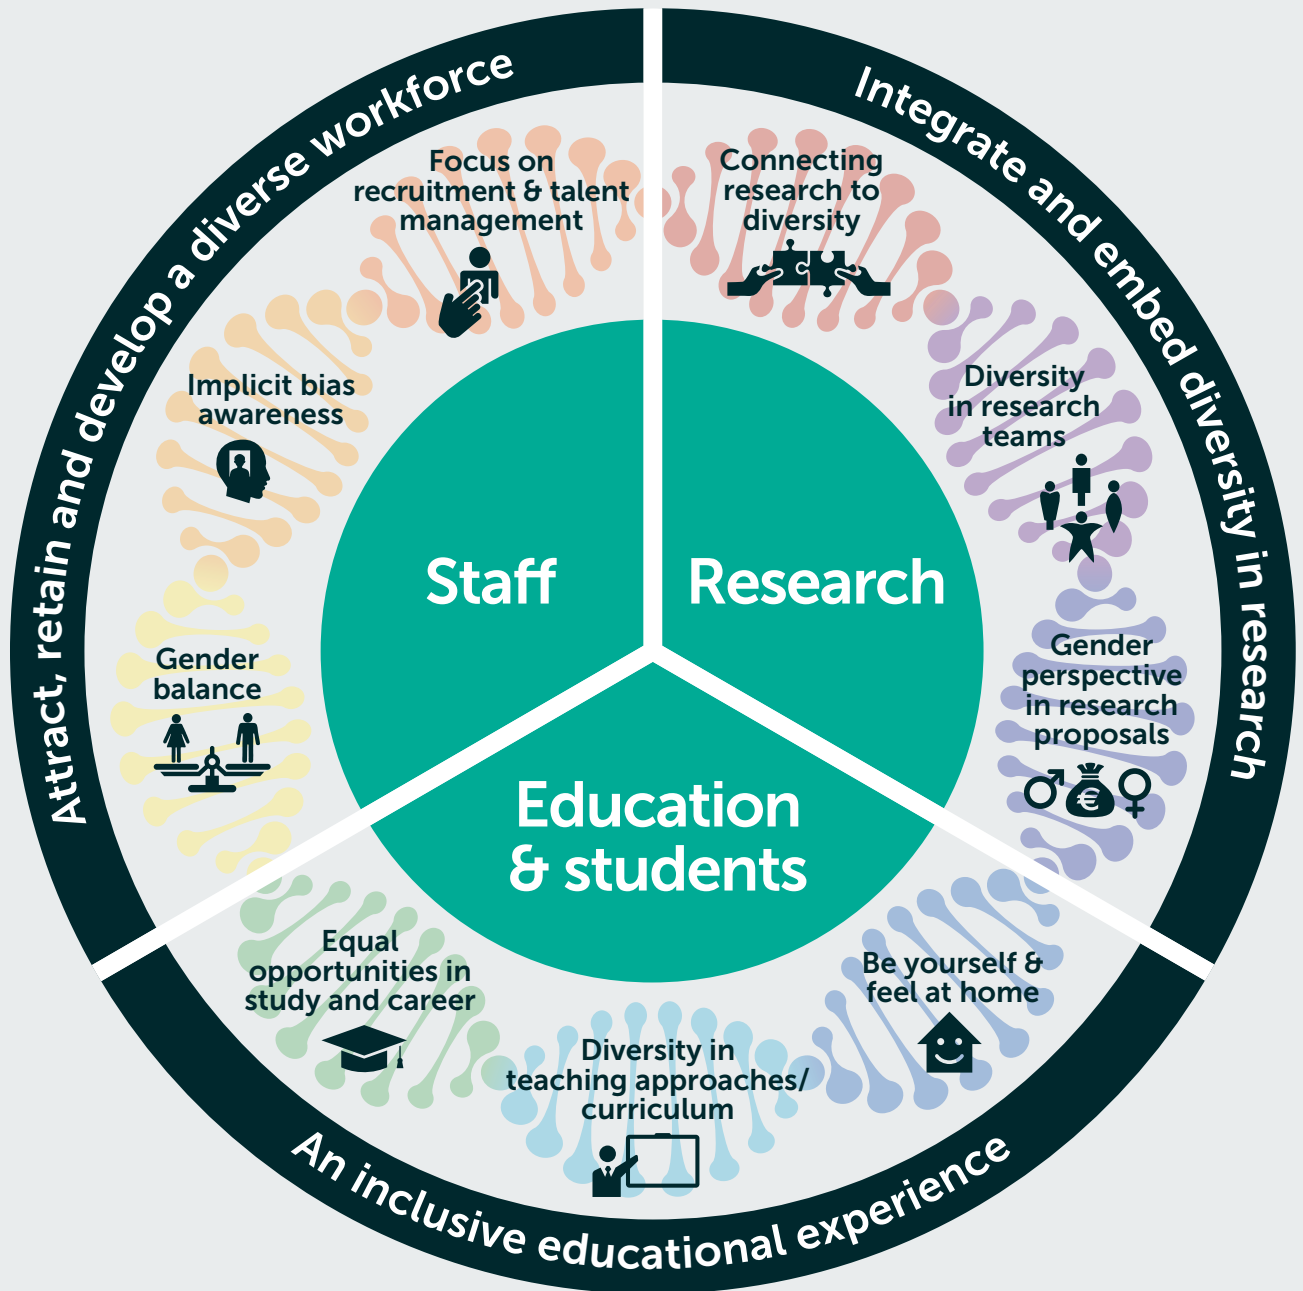 Attract, retain and develop a diverse workforce
Integrate and embed diversity in research
An inclusive educational experience
Focus on
recruitment & talent
management
Implicit bias
awareness
Gender
balance
Connecting
research to
diversity
Diversity
in research
teams
Gender
perspective
in research
proposals
€
Staff
Research
Education
& students
Equal
opportunities in
study and career
Diversity in
teaching approaches/
curriculum
Be yourself &
feel at home